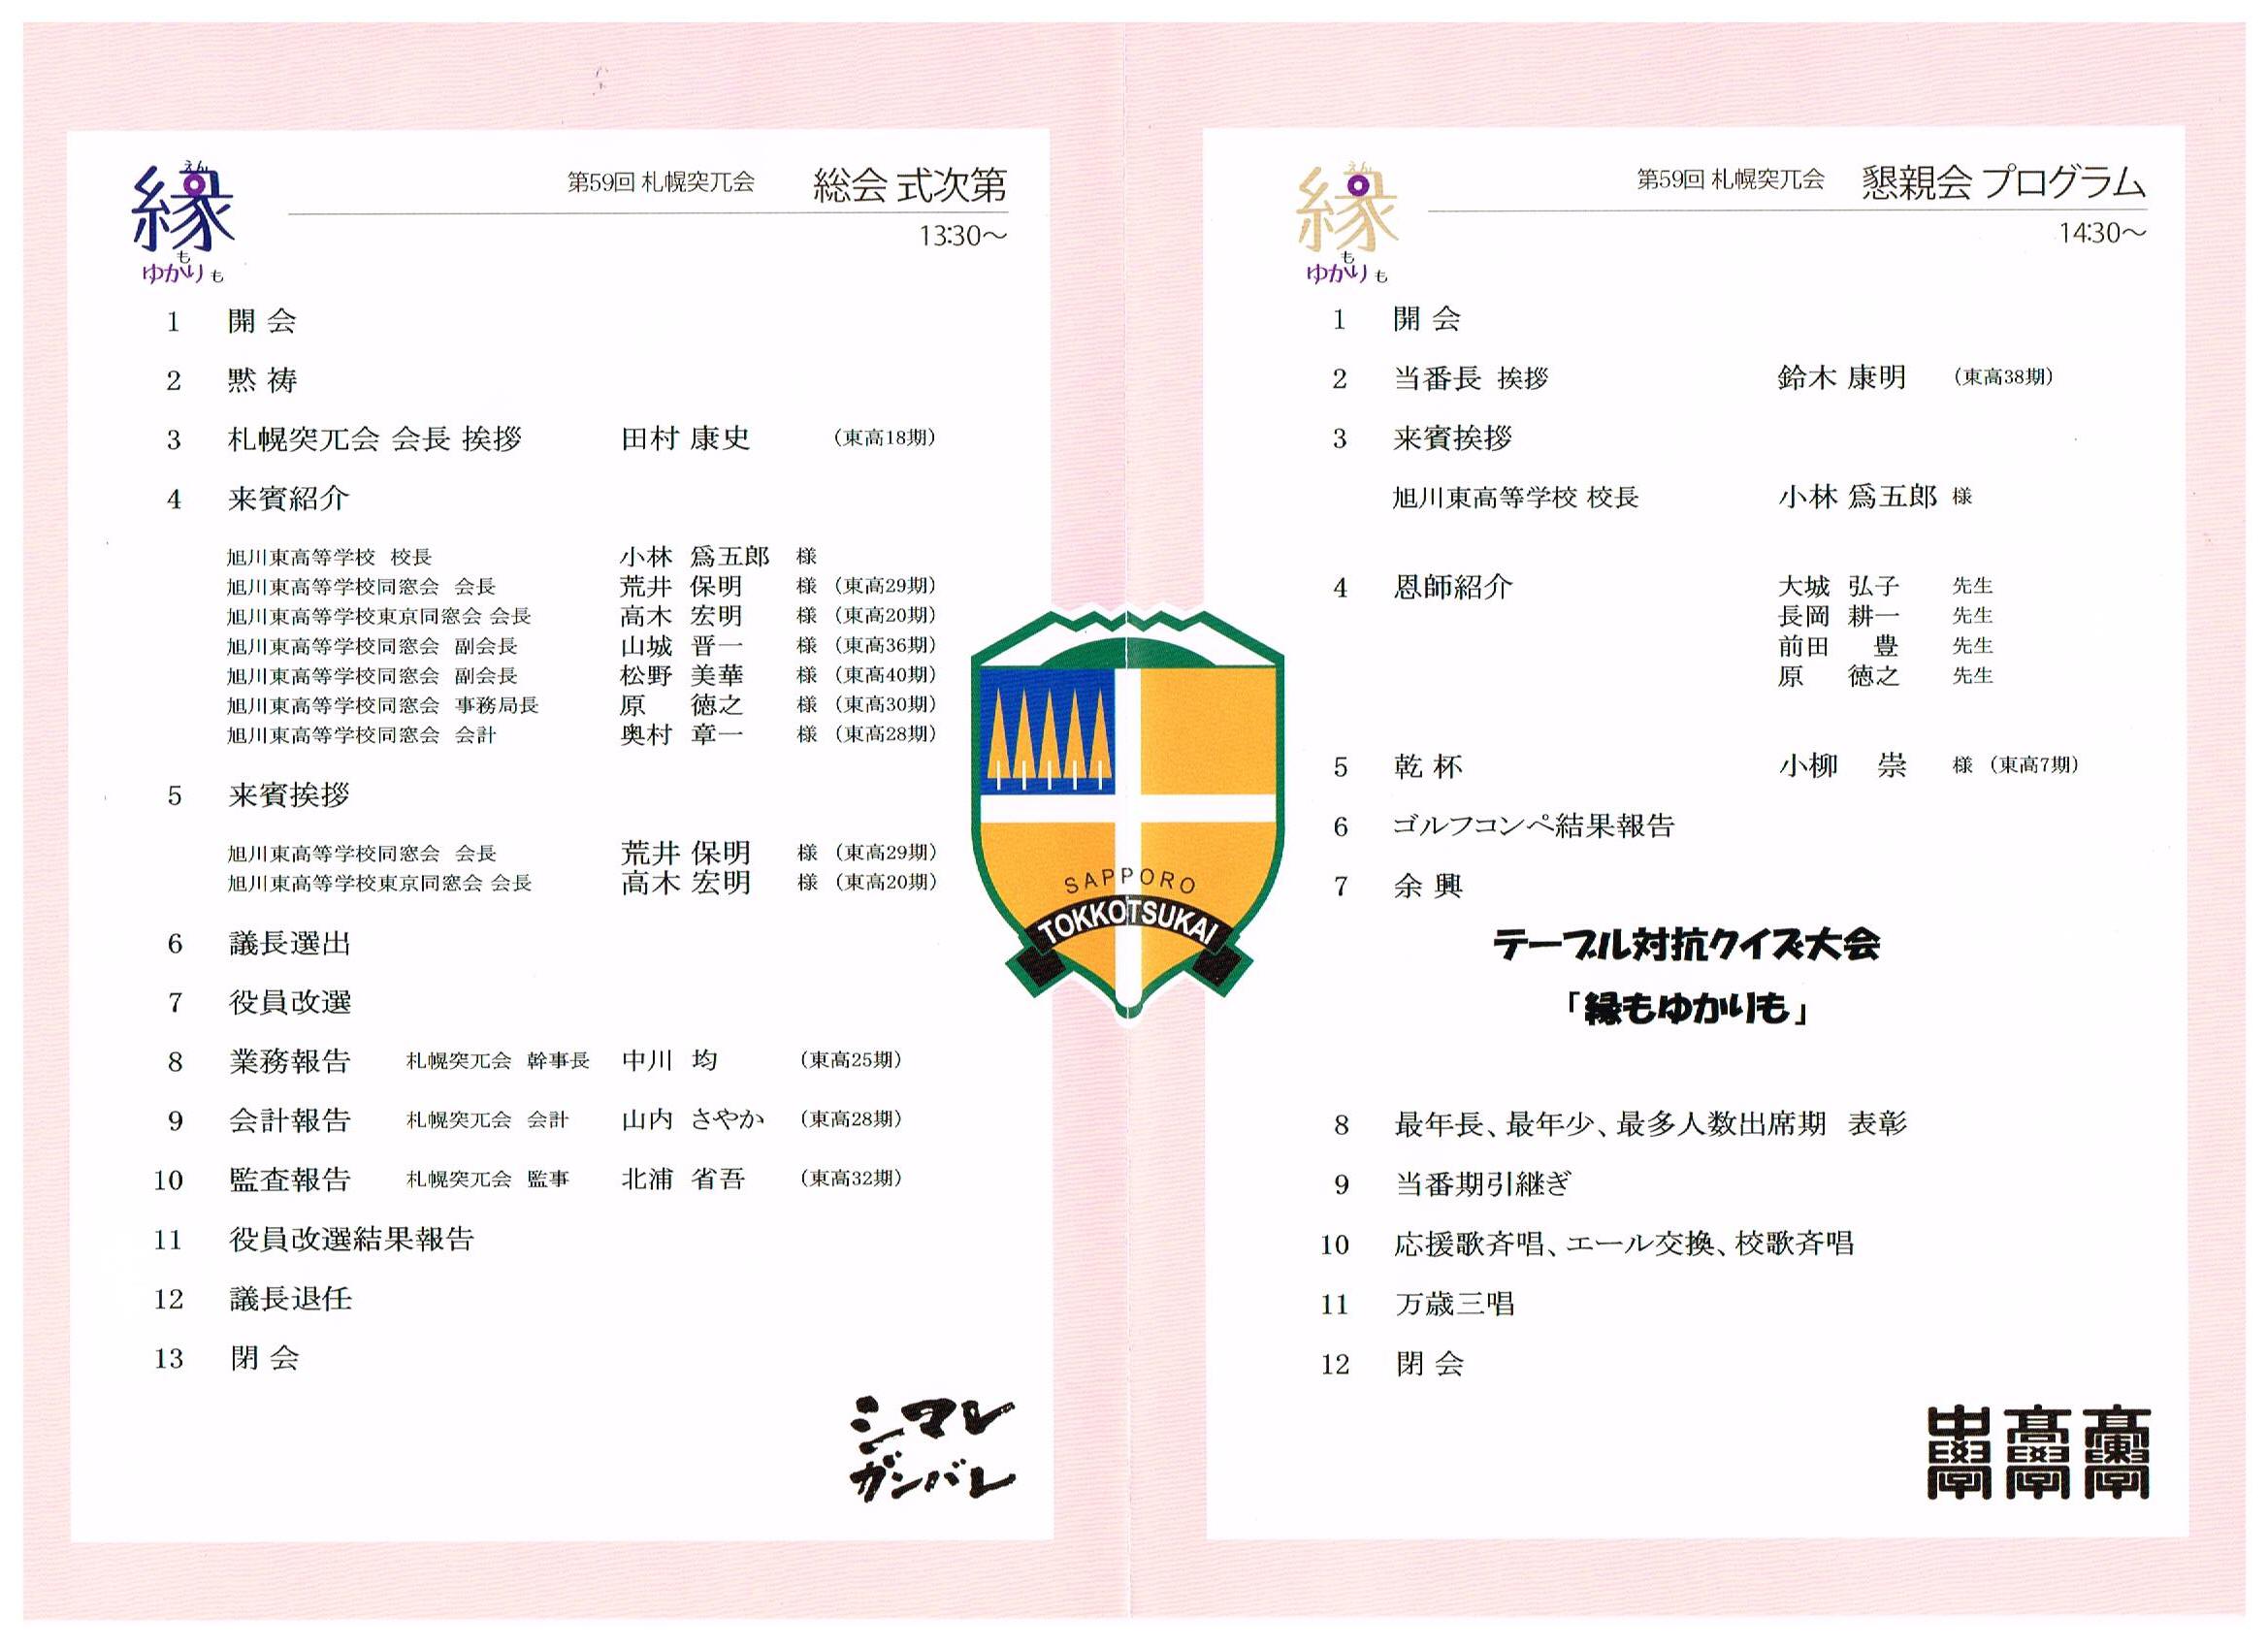 えん
縁
も
ゆかりも
第59回 札幌突兀会 総会 式次第
13:30～
1 開 会
2 黙 祷
3 札幌突兀会 会長 挨拶 田村 康史 （東高18期）
4 来賓紹介
旭川東高等学校 校長 小林 爲五郎 様
旭川東高等学校同窓会 会長 荒井 保明 様 （東高29期）
旭川東高等学校東京同窓会 会長 高木 宏明 様 （東高20期）
旭川東高等学校同窓会 副会長 山城 晋一 様 （東高36期）
旭川東高等学校同窓会 副会長 松野 美華 様 （東高40期）
旭川東高等学校同窓会 事務局長 原 徳之 様 （東高30期）
旭川東高等学校同窓会 会計 奥村 章一 様 （東高28期）
5 来賓挨拶
旭川東高等学校同窓会 会長 荒井 保明 様 （東高29期）
旭川東高等学校東京同窓会 会長 高木 宏明 様 （東高20期）
6 議長選出
7 役員改選
8 業務報告 札幌突兀会 幹事長 中川 均 （東高25期）
9 会計報告 札幌突兀会 会計 山内 さやか （東高28期）
10 監査報告 札幌突兀会 監事 北浦 省吾 （東高32期）
11 役員改選結果報告
12 議長退任
13 閉 会
シマレ
ガンバレ
SAPPORO
TOKKOTSUKAI
えん
縁
も
ゆかりも
第59回 札幌突兀会 懇親会 プログラム
14:30～
1 開 会
2 当番長 挨拶 鈴木 康明 （東高38期）
3 来賓挨拶
旭川東高等学校 校長 小林 爲五郎 様
4 恩師紹介 大城 弘子 先生
長岡 耕一 先生
前田 豊 先生
原 徳之 先生
5 乾 杯 小柳 崇 様 （東高7期）
6 ゴルフコンペ結果報告
7 余 興
テーブル対抗クイズ大会
「縁もゆかりも」
8 最年長、最年少、最多人数出席期 表彰
9 当番期引継ぎ
10 応援歌斉唱、エール交換、校歌斉唱
11 万歳三唱
12 閉 会